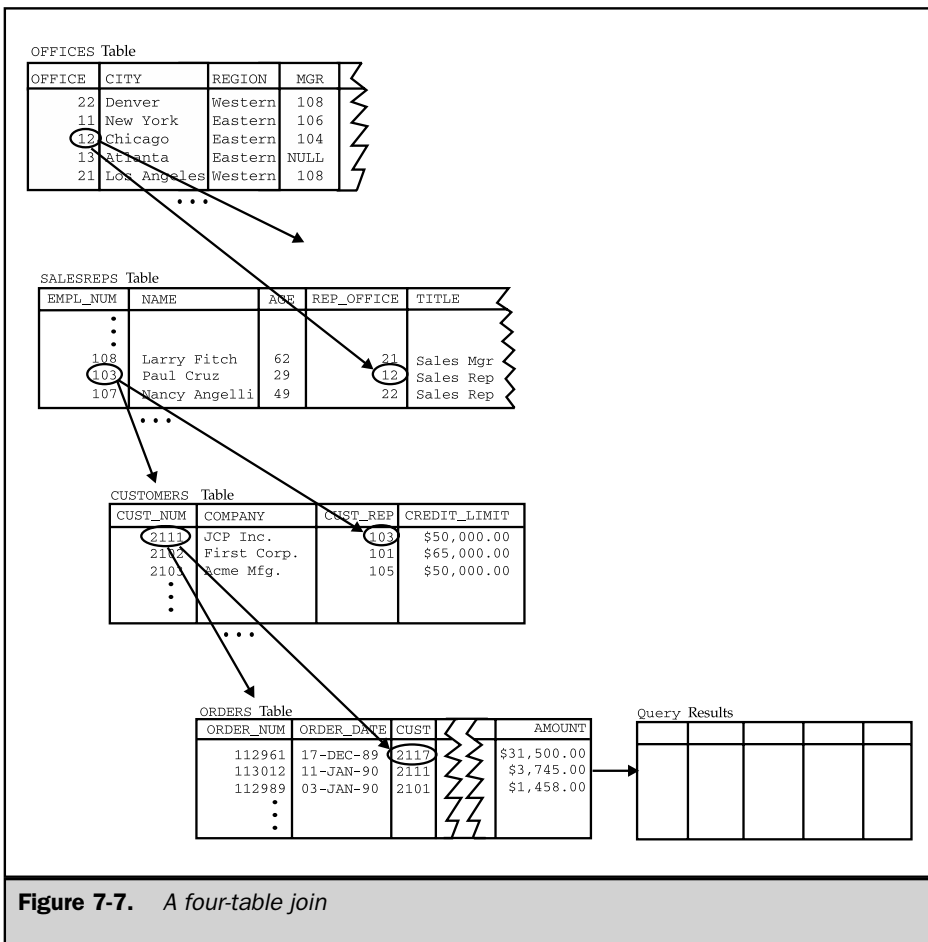 OFFICES Table
OFFICE CITY REGION MGR
22 Denver Western 108
11 New York Eastern 106
12 Chicago Eastern 104
13 Atlanta Eastern NULL
21 Los Angeles Western 108
...
SALESREPS Table
EMPL_NUM NAME AGE REP_OFFICE TITLE
108 Larry Fitch 62 21 Sales Mgr
103 Paul Cruz 29 12 Sales Rep
107 Nancy Angelli 49 22 Sales Rep
...
CUSTOMERS Table
CUST_NUM COMPANY CUST_REP CREDIT_LIMIT
2111 JCP Inc. 103 $50,000.00
2102 First Corp. 101 $65,000.00
2103 Acme Mfg. 105 $50,000.00
...
ORDERS Table
ORDER_NUM ORDER_DATE CUST AMOUNT
112961 17-DEC-89 2117 $31,500.00
113012 11-JAN-90 2111 $3,745.00
112989 03-JAN-90 2101 $1,458.00
Query Results
Figure 7-7. A four-table join